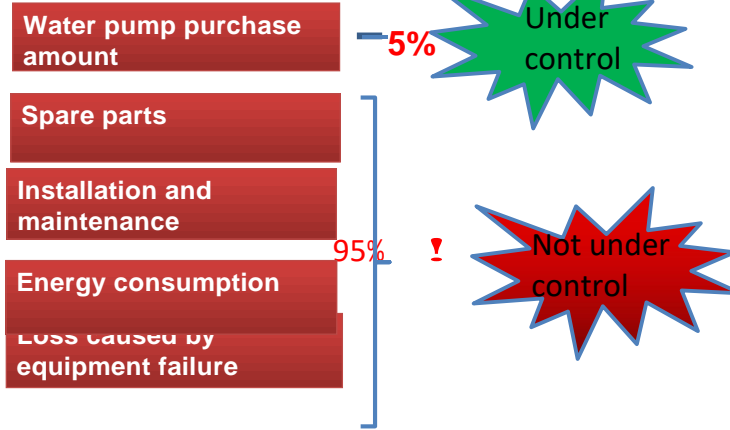 Water pump purchase
amount
5%
Under
control
Spare parts
Installation and
maintenance
95%
!
Not under
control
Energy consumption
Loss caused by
equipment failure